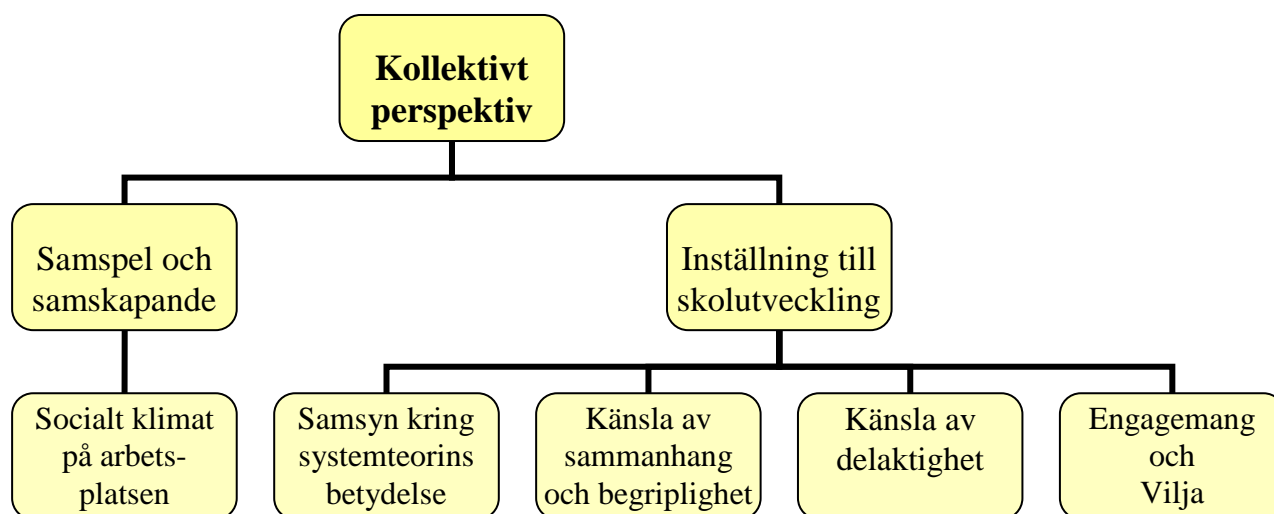 Kollektivt
perspektiv
Samspel och
samskapande
Inställning till
skolutveckling
Socialt klimat
på arbets-
platsen
Samsyn kring
systemteorins
betydelse
Känsla av
sammanhang
och begriplighet
Känsla av
delaktighet
Engagemang
och
Vilja